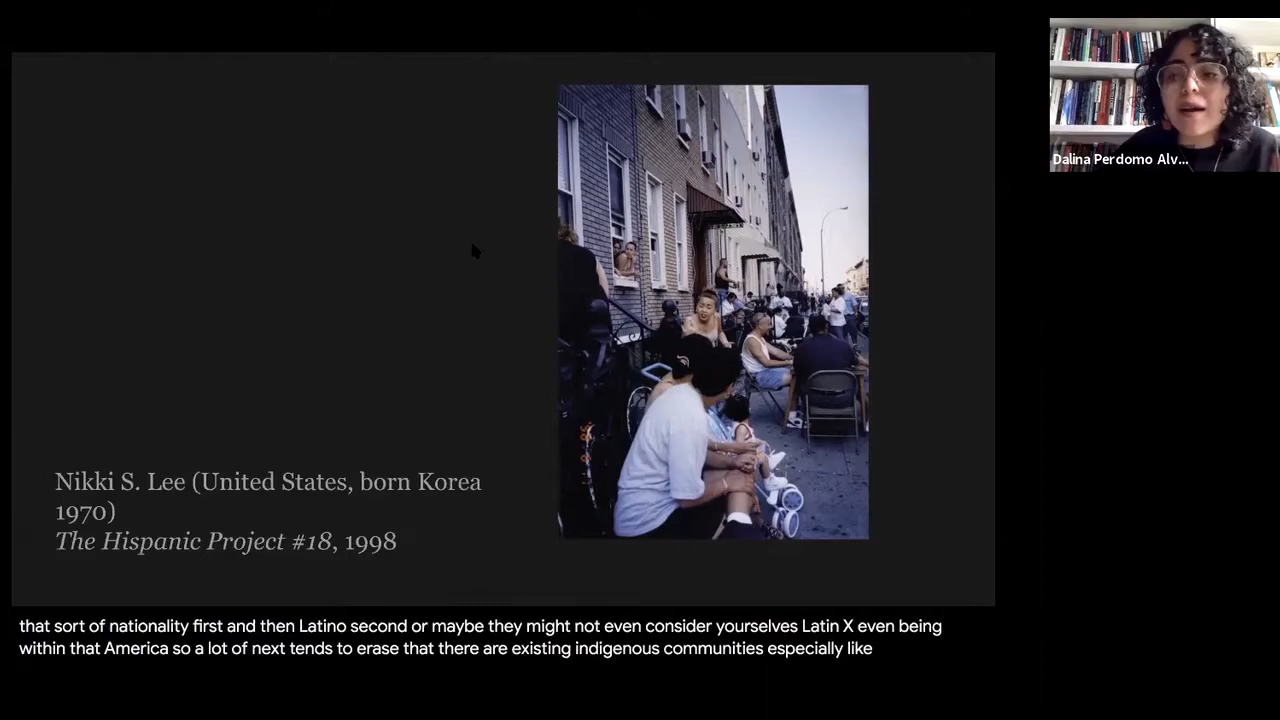 Dalina Perdomo Alv...
Nikki S. Lee (United States, born Korea
1970)
The Hispanic Project #18, 1998
that sort of nationality first and then Latino second or maybe they might not even consider yourselves Latin X even being
within that America so a lot of next tends to erase that there are existing indigenous communities especially like